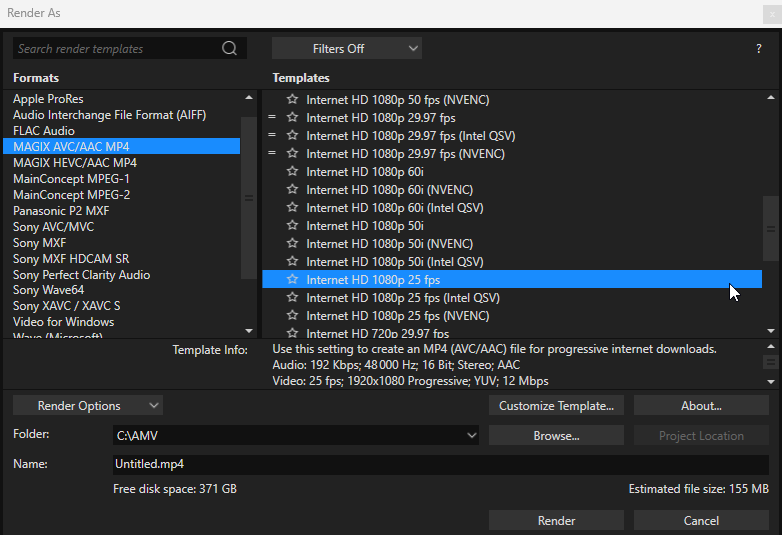 Render As
Search render templates
Filters Off
?
Formats
Templates
Apple ProRes
Audio Interchange File Format (AIFF)
FLAC Audio
MAGIX AVC/AAC MP4
MAGIX HEVC/AAC MP4
MainConcept MPEG-1
MainConcept MPEG-2
Panasonic P2 MXF
Sony AVC/MVC
Sony MXF
Sony MXF HDCAM SR
Sony Perfect Clarity Audio
Sony Wave64
Sony XAVC / XAVC S
Video for Windows
Wave (Microsoft)
Internet HD 1080p 50 fps (NVENC)
= Internet HD 1080p 29.97 fps
= Internet HD 1080p 29.97 fps (Intel QSV)
= Internet HD 1080p 29.97 fps (NVENC)
Internet HD 1080p 60i
Internet HD 1080p 60i (NVENC)
Internet HD 1080p 60i (Intel QSV)
Internet HD 1080p 50i
Internet HD 1080p 50i (NVENC)
Internet HD 1080p 50i (Intel QSV)
Internet HD 1080p 25 fps
Internet HD 1080p 25 fps (Intel QSV)
Internet HD 1080p 25 fps (NVENC)
Internet HD 720p 29.97 fps
Template Info:
Use this setting to create an MP4 (AVC/AAC) file for progressive internet downloads.
Audio: 192 Kbps; 48 000 Hz; 16 Bit; Stereo; AAC
Video: 25 fps; 1920x1080 Progressive; YUV; 12 Mbps
Render Options
Customize Template...
About...
Folder:
C:\AMV
Browse...
Project Location
Name:
Untitled.mp4
Free disk space: 371 GB
Estimated file size: 155 MB
Render
Cancel